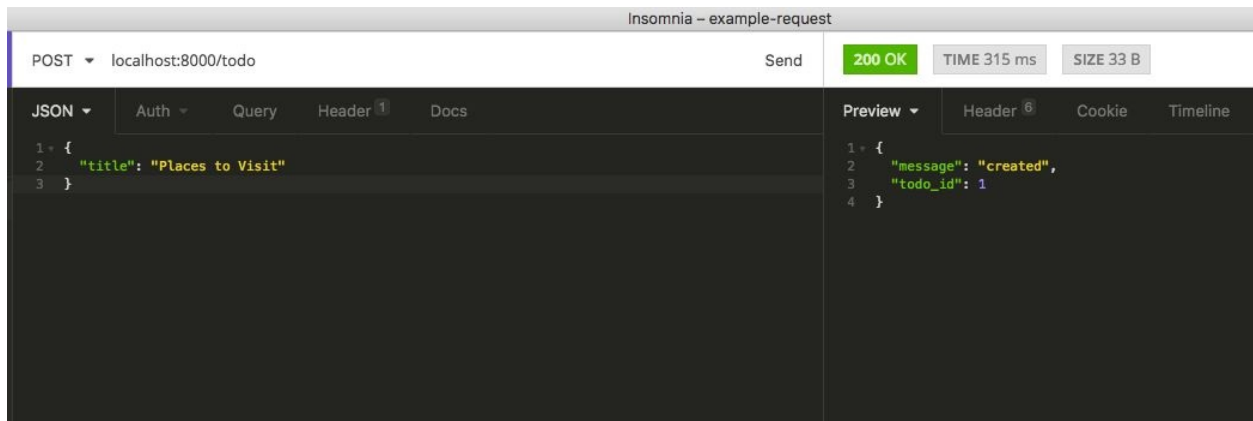 Insomnia – example-request
POST localhost:8000/todo Send
200 OK TIME 315 ms SIZE 33 B
JSON Auth Query Header 1 Docs
Preview Header 6 Cookie Timeline
1 {
2 "title": "Places to Visit"
3 }
1 {
2 "message": "created",
3 "todo_id": 1
4 }